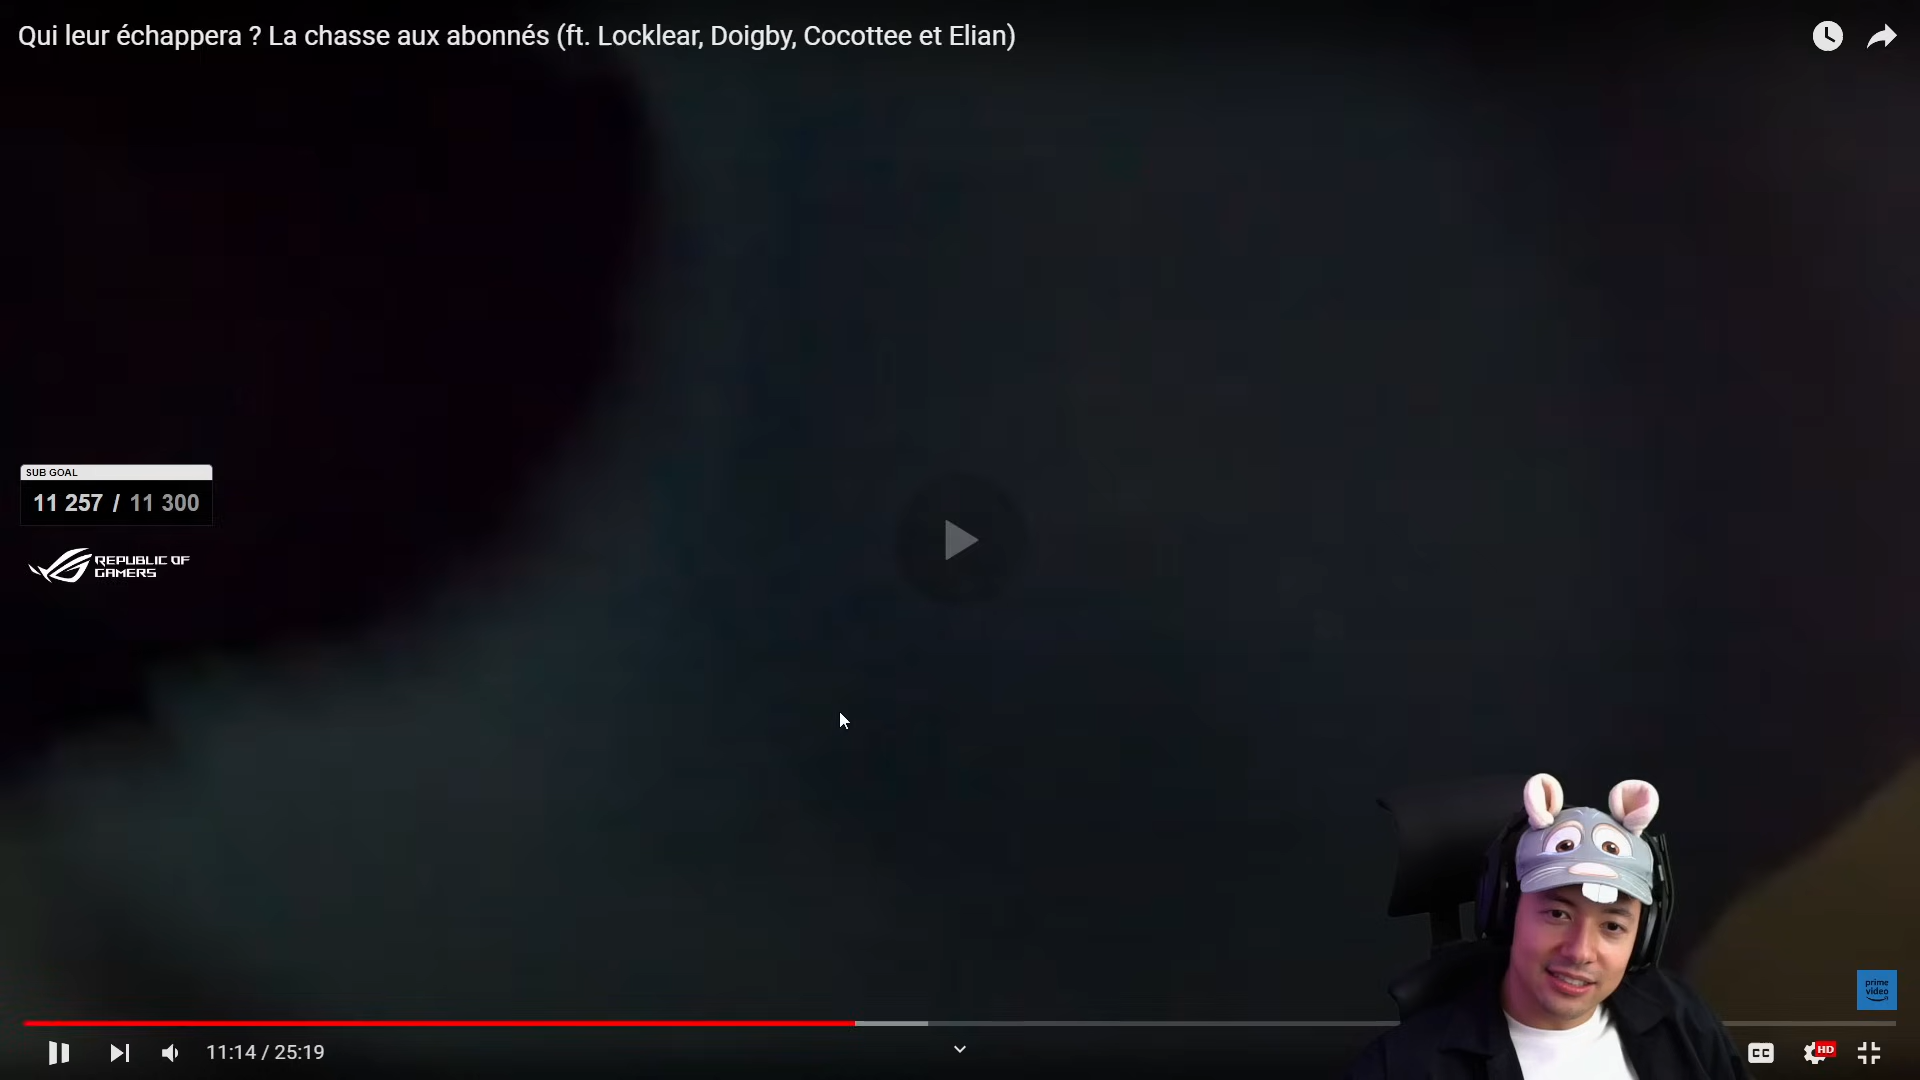 Qui leur échappera ? La chasse aux abonnés (ft. Locklear, Doigby, Cocottee et Elian)
SUB GOAL
11 257 / 11 300
REPUBLIC OF
GAMERS
prime
video
11:14 / 25:19
CC
HD